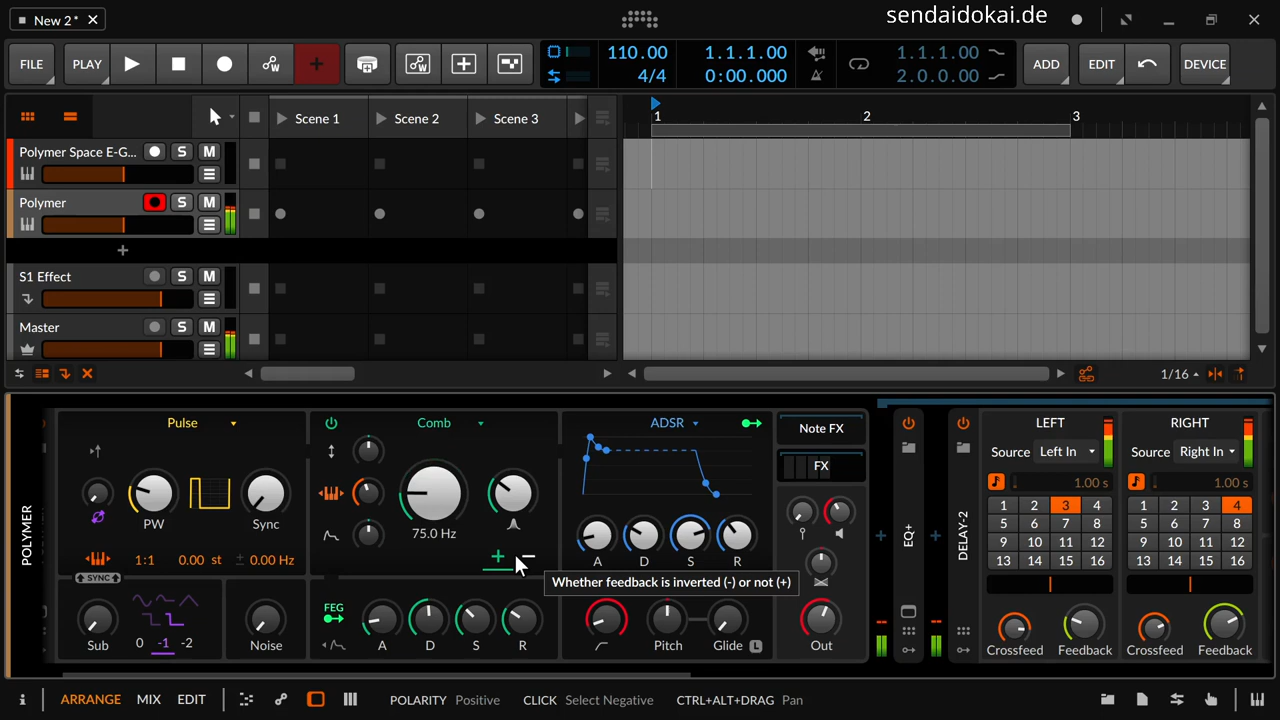 New 2*
sendaidokai.de
FILE
PLAY
110.00
4/4
1.1.1.00
0:00.000
1.1.1.00
2.0.0.00
ADD
EDIT
DEVICE
Scene 1
Scene 2
Scene 3
1
2
3
Polymer Space E-G...
S
M
Polymer
S
M
S1 Effect
S
M
Master
S
M
1/16
POLYMER
Pulse
PW
Sync
1:1
0.00 st
± 0.00 Hz
SYNC
Sub
0
-1
-2
Noise
Comb
75.0 Hz
+
−
Whether feedback is inverted (-) or not (+)
FEG
A
D
S
R
ADSR
A
D
S
R
Pitch
Glide
L
Note FX
FX
Out
EQ+
DELAY-2
LEFT
Source Left In
1.00 s
1 2 3 4
5 6 7 8
9 10 11 12
13 14 15 16
Crossfeed
Feedback
RIGHT
Source Right In
1.00 s
1 2 3 4
5 6 7 8
9 10 11 12
13 14 15 16
Crossfeed
Feedback
i
ARRANGE
MIX
EDIT
POLARITY Positive
CLICK Select Negative
CTRL+ALT+DRAG Pan